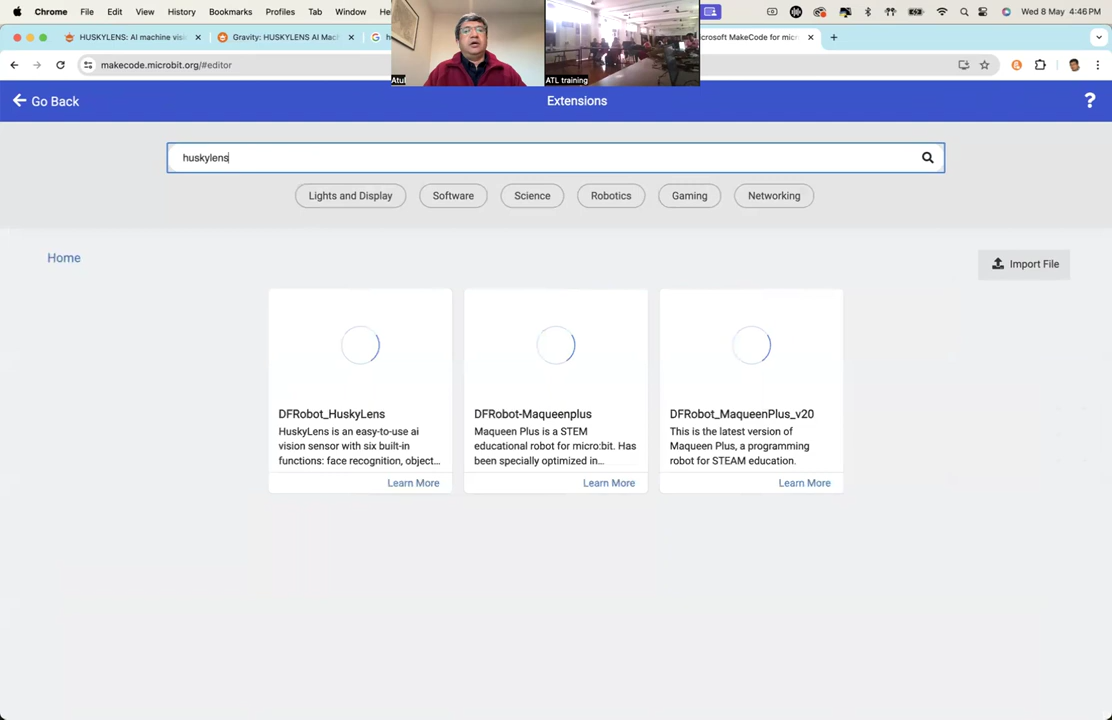 Chrome File Edit View History Bookmarks Profiles Tab Window Wed 8 May 4:46 PM
HUSKYLENS: AI machine visi
Gravity: HUSKYLENS AI Mach
Microsoft MakeCode for micr
makecode.microbit.org/#editor
Atul
ATL training
Go Back
Extensions
?
huskylens
Lights and Display Software Science Robotics Gaming Networking
Home
Import File
DFRobot_HuskyLens
HuskyLens is an easy-to-use ai
vision sensor with six built-in
functions: face recognition, object...
Learn More
DFRobot-Maqueenplus
Maqueen Plus is a STEM
educational robot for micro:bit. Has
been specially optimized in...
Learn More
DFRobot_MaqueenPlus_v20
This is the latest version of
Maqueen Plus, a programming
robot for STEAM education.
Learn More